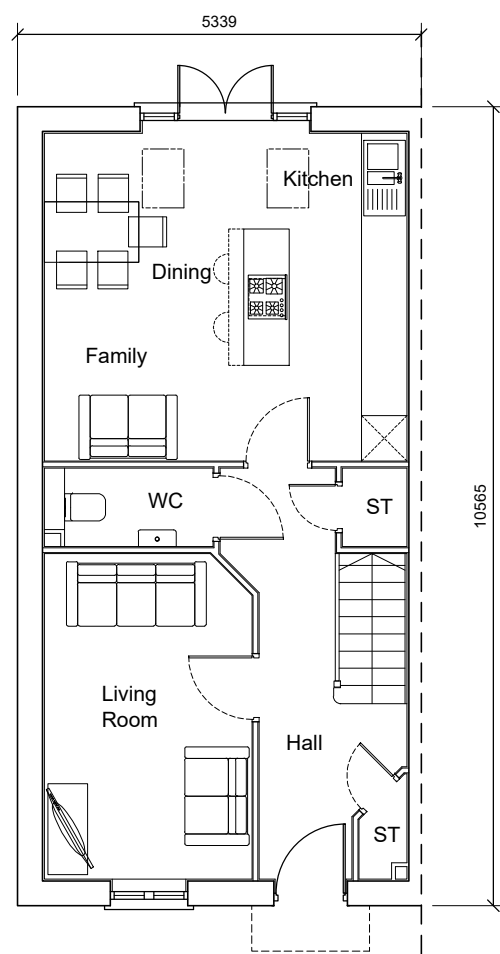 5339
Kitchen
Dining
Family
WC
ST
10565
Living
Room
Hall
ST